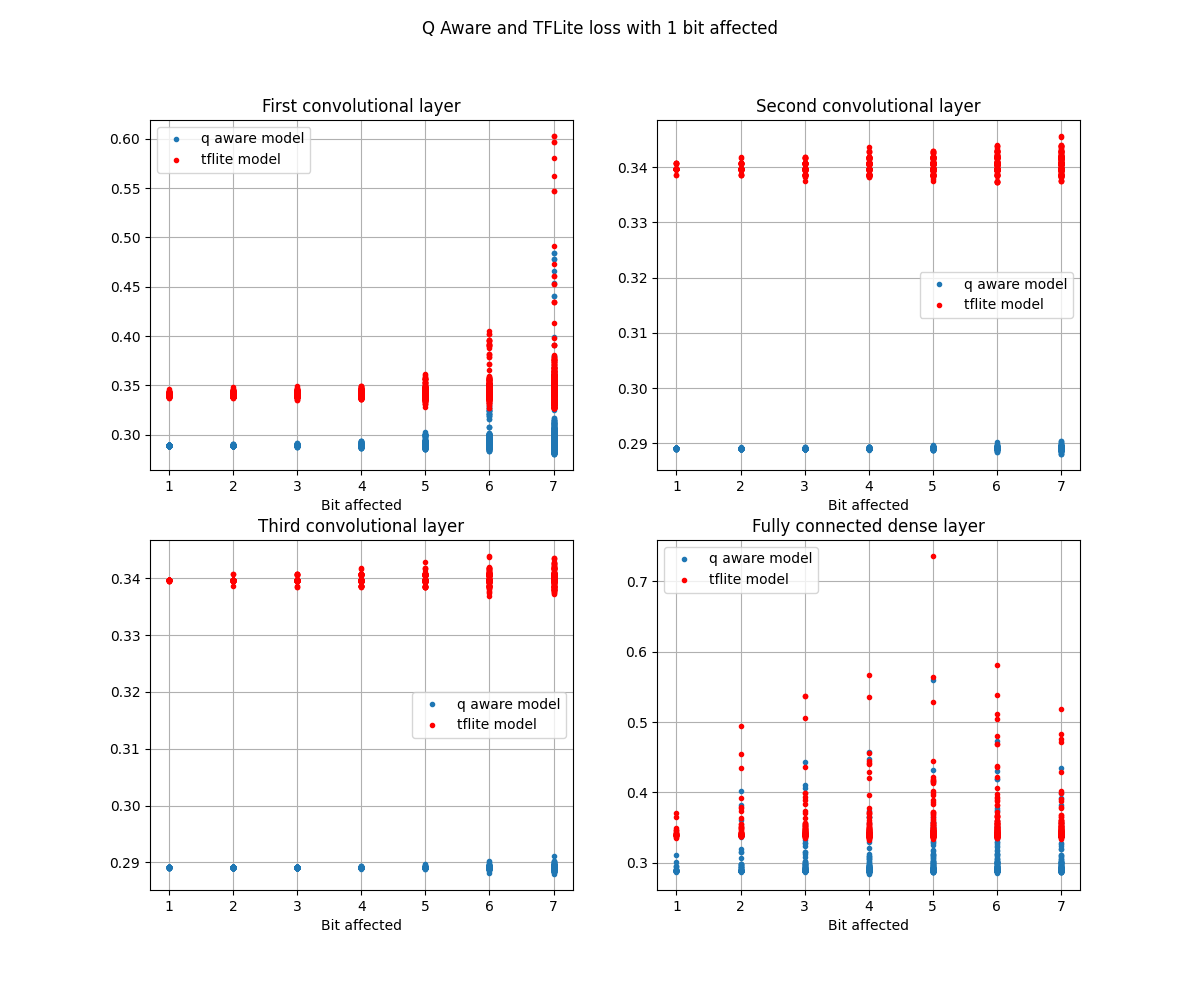 Q Aware and TFLite loss with 1 bit affected
First convolutional layer
q aware model
tflite model
0.60
0.55
0.50
0.45
0.40
0.35
0.30
1 2 3 4 5 6 7
Bit affected
Second convolutional layer
0.34
0.33
0.32
0.31
0.30
0.29
q aware model
tflite model
1 2 3 4 5 6 7
Bit affected
Third convolutional layer
0.34
0.33
0.32
0.31
0.30
0.29
q aware model
tflite model
1 2 3 4 5 6 7
Bit affected
Fully connected dense layer
q aware model
tflite model
0.7
0.6
0.5
0.4
0.3
1 2 3 4 5 6 7
Bit affected